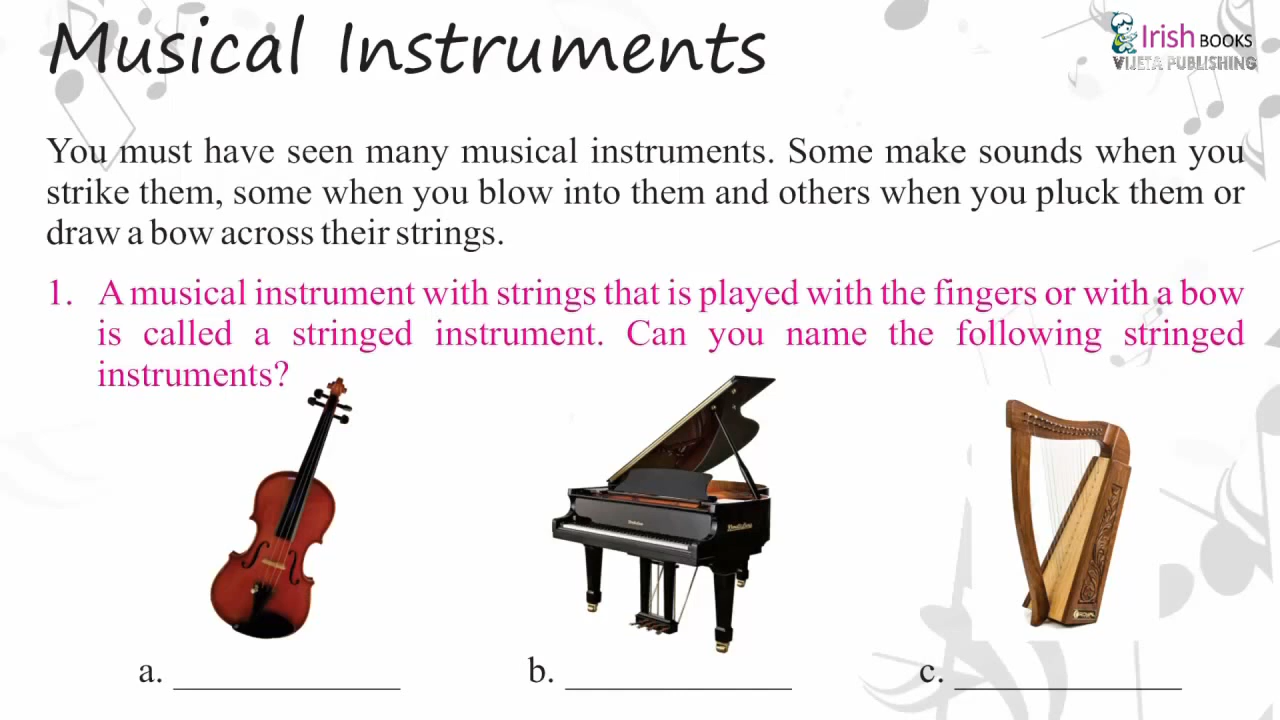 Musical Instruments
Irish BOOKS
VIJETA PUBLISHING
You must have seen many musical instruments. Some make sounds when you
strike them, some when you blow into them and others when you pluck them or
draw a bow across their strings.
1. A musical instrument with strings that is played with the fingers or with a bow
is called a stringed instrument. Can you name the following stringed
instruments?
a. ____________
b. ____________
c. ____________